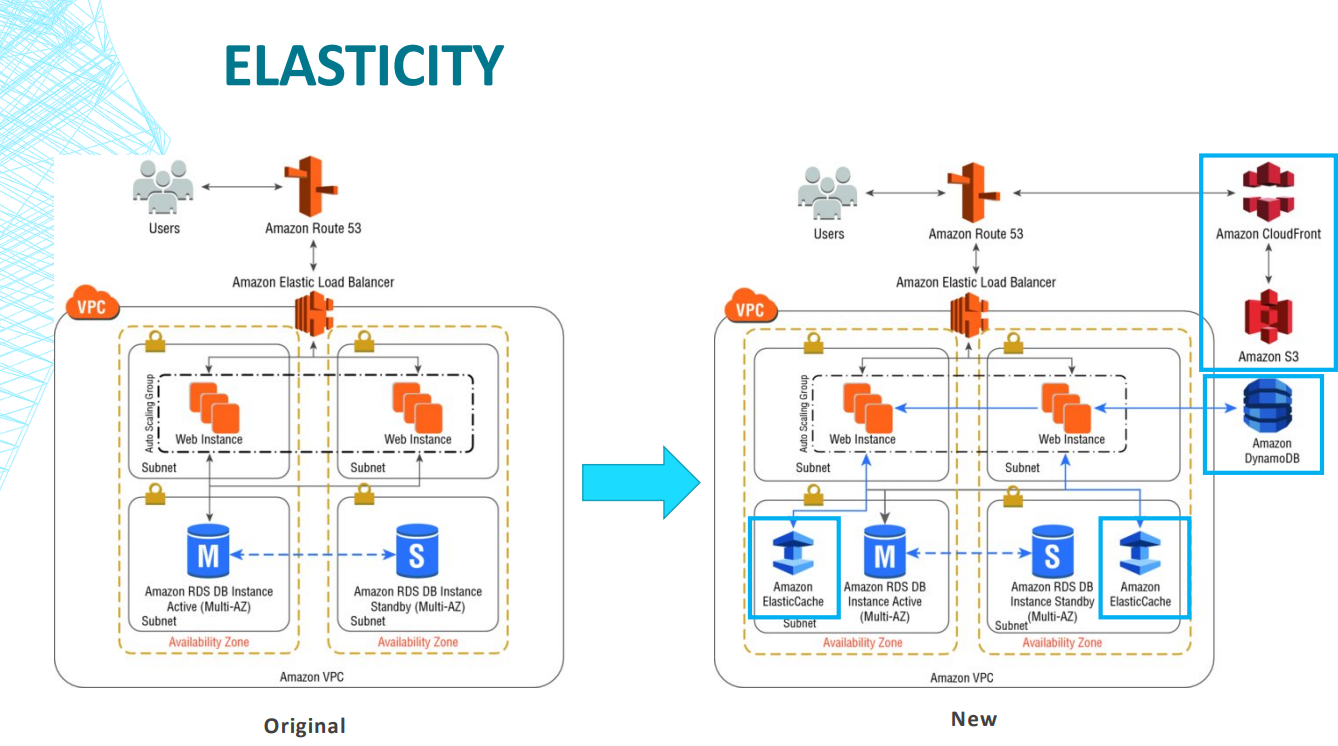 ELASTICITY
Users
Amazon Route 53
Amazon Elastic Load Balancer
VPC
Auto Scaling Group
Web Instance
Web Instance
Subnet
Subnet
M
S
Amazon RDS DB Instance
Active (Multi-AZ)
Amazon RDS DB Instance
Standby (Multi-AZ)
Subnet
Subnet
Availability Zone
Availability Zone
Amazon VPC
Original
Users
Amazon Route 53
Amazon CloudFront
Amazon Elastic Load Balancer
VPC
Amazon S3
Auto Scaling Group
Web Instance
Web Instance
Amazon
DynamoDB
Subnet
Subnet
M
S
Amazon
ElasticCache
Amazon RDS DB
Instance Active
(Multi-AZ)
Amazon RDS DB
Instance Standby
(Multi-AZ)
Amazon
ElasticCache
Subnet
Subnet
Availability Zone
Availability Zone
Amazon VPC
New